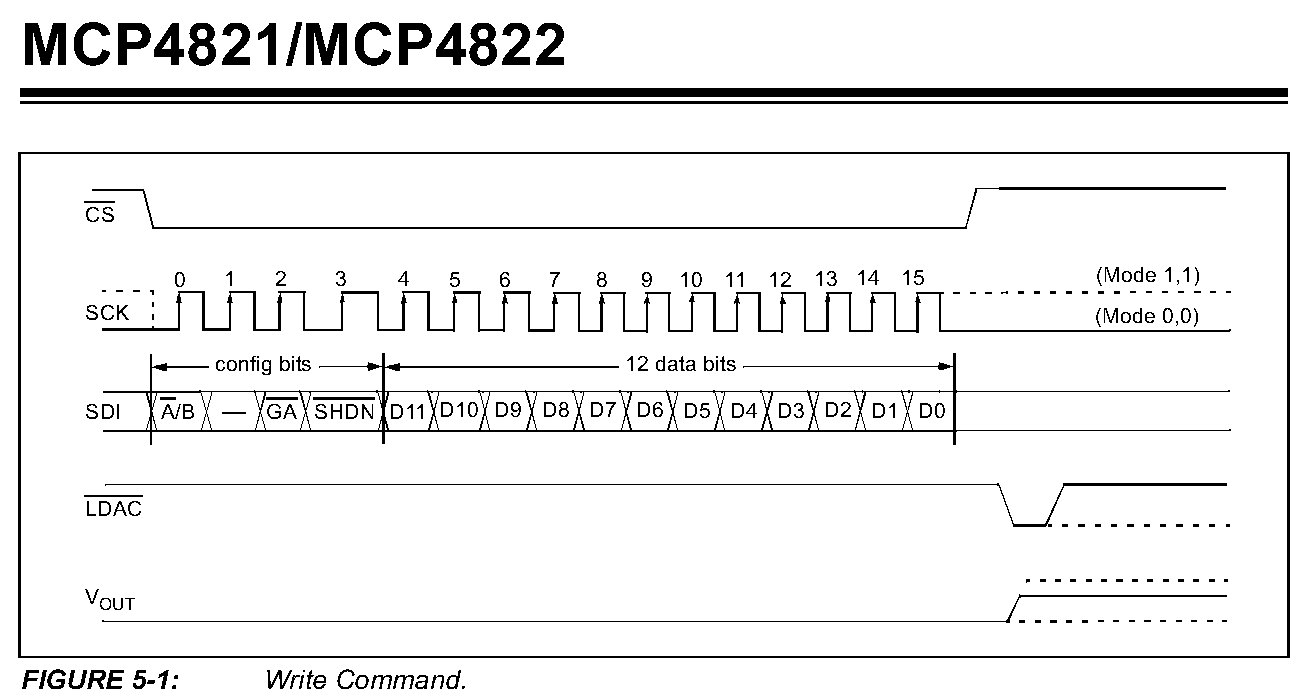 MCP4821/MCP4822
CS
0 1 2 3 4 5 6 7 8 9 10 11 12 13 14 15
(Mode 1,1)
SCK
(Mode 0,0)
config bits
12 data bits
SDI
A/B — GA SHDN D11 D10 D9 D8 D7 D6 D5 D4 D3 D2 D1 D0
LDAC
VOUT
FIGURE 5-1: Write Command.